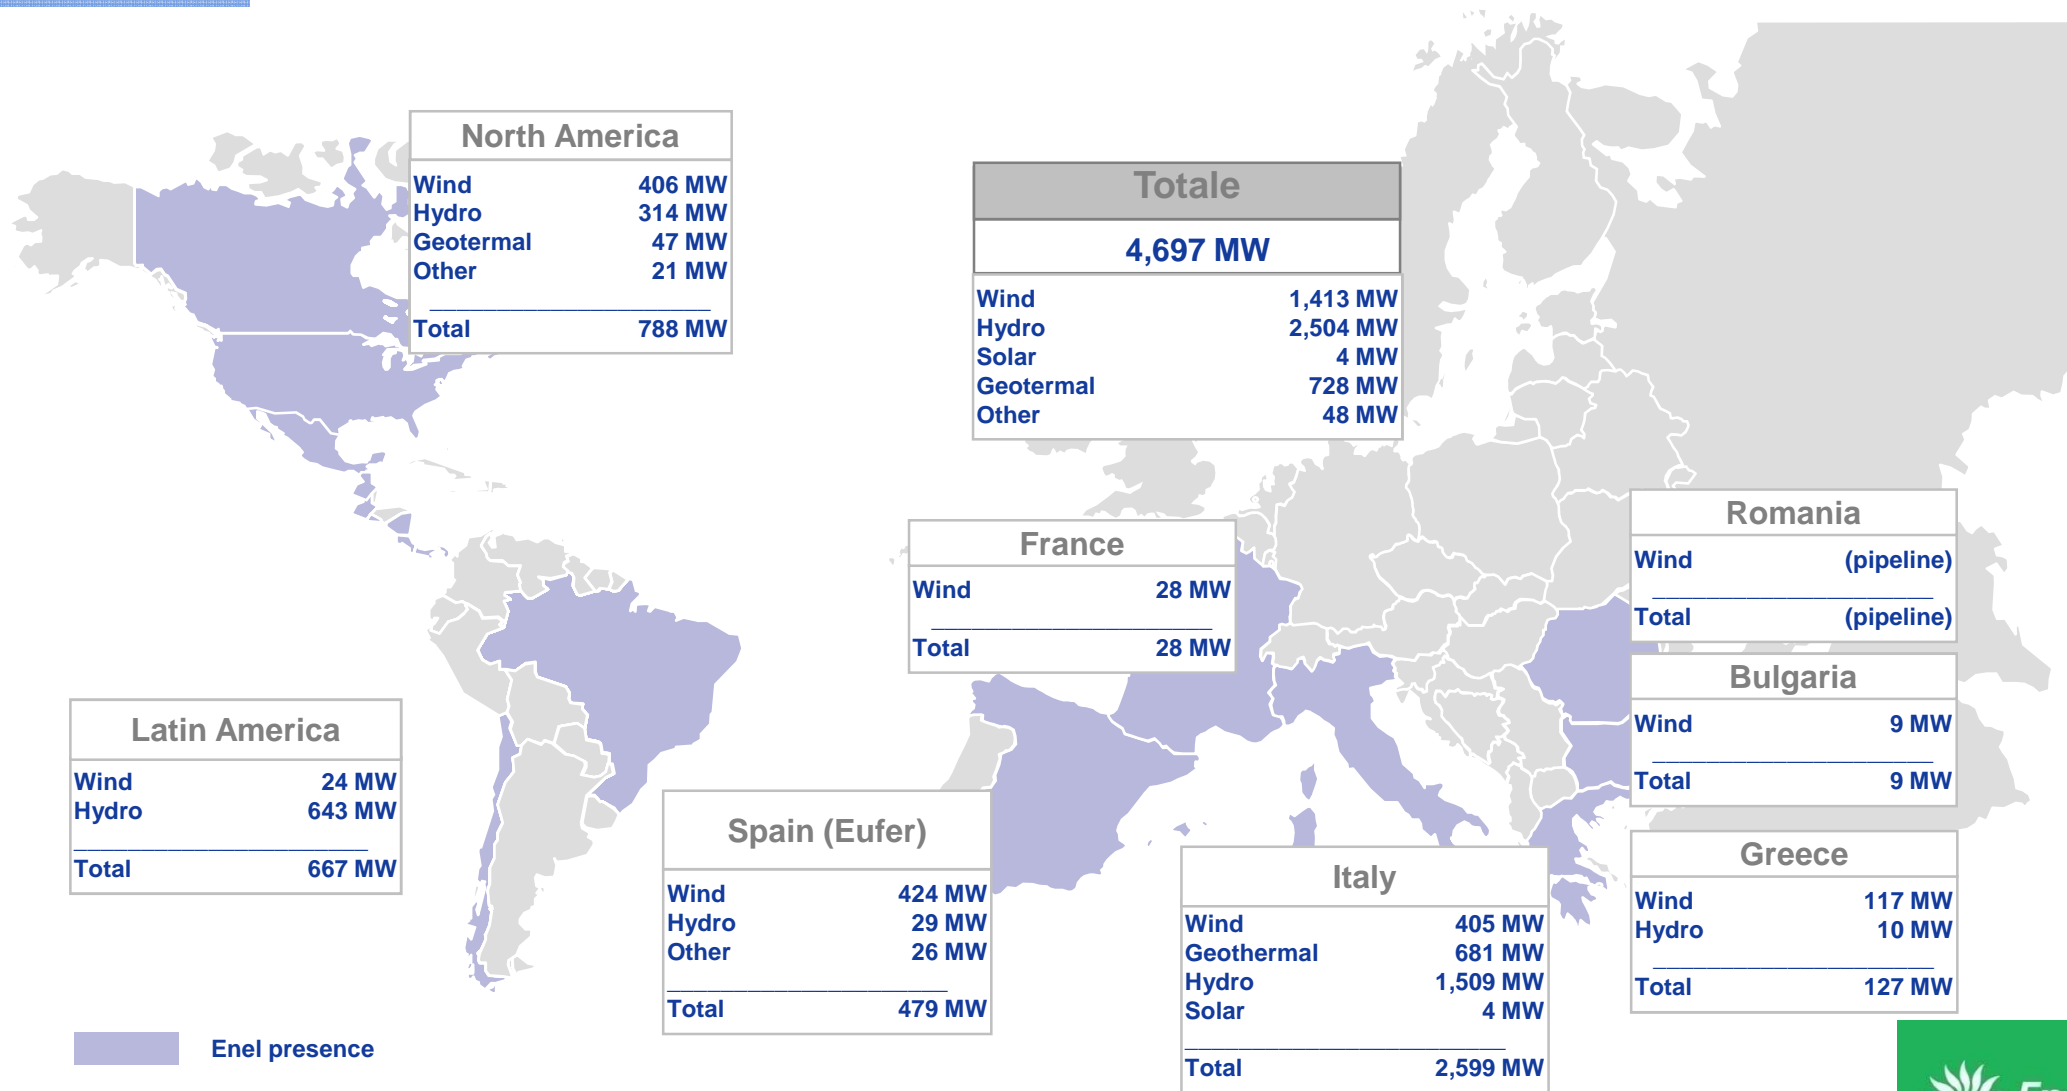 North America
Wind 406 MW
Hydro 314 MW
Geotermal 47 MW
Other 21 MW
Total 788 MW
Totale
4,697 MW
Wind 1,413 MW
Hydro 2,504 MW
Solar 4 MW
Geotermal 728 MW
Other 48 MW
France
Wind 28 MW
Total 28 MW
Romania
Wind (pipeline)
Total (pipeline)
Bulgaria
Wind 9 MW
Total 9 MW
Latin America
Wind 24 MW
Hydro 643 MW
Total 667 MW
Spain (Eufer)
Wind 424 MW
Hydro 29 MW
Other 26 MW
Total 479 MW
Italy
Wind 405 MW
Geothermal 681 MW
Hydro 1,509 MW
Solar 4 MW
Total 2,599 MW
Greece
Wind 117 MW
Hydro 10 MW
Total 127 MW
Enel presence